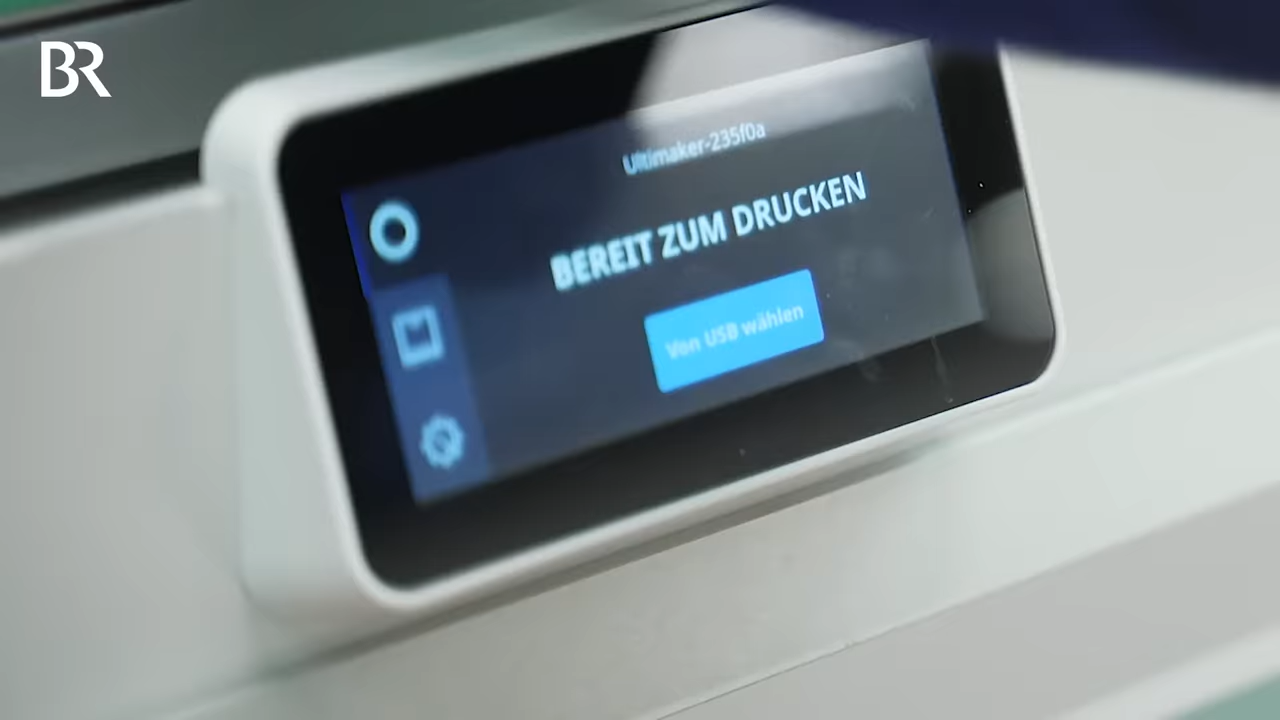 BR
Ultimaker-235f0a
BEREIT ZUM DRUCKEN
Von USB wählen